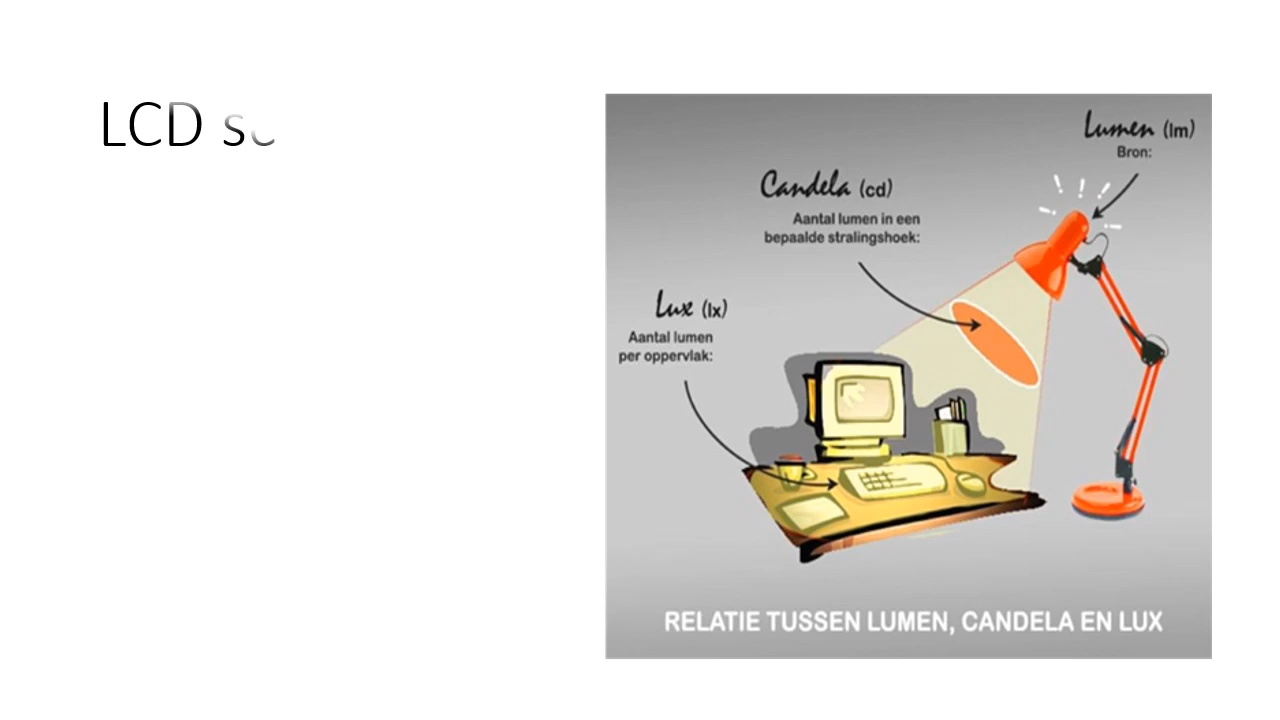 LCD sc
Lumen (lm)
Bron:
Candela (cd)
Aantal lumen in een
bepaalde stralingshoek:
Lux (lx)
Aantal lumen
per oppervlak:
RELATIE TUSSEN LUMEN, CANDELA EN LUX